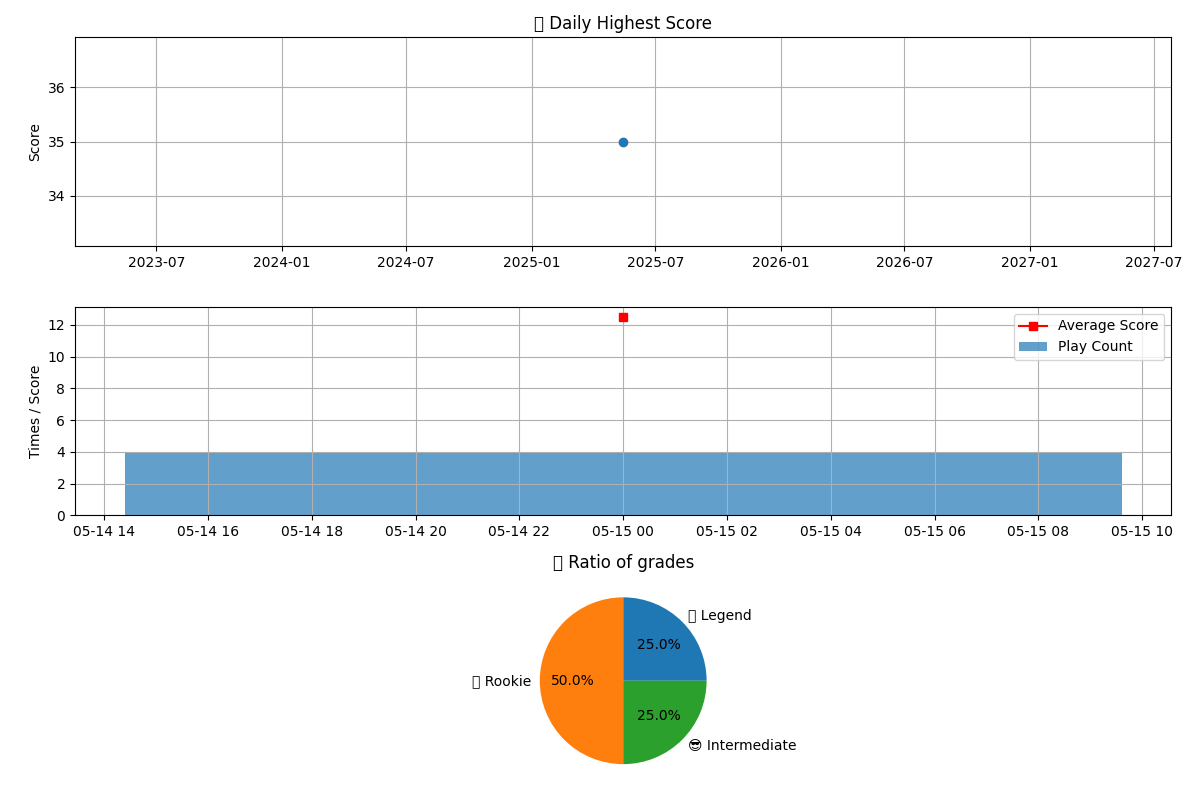 ▯ Daily Highest Score
Score
36
35
34
2023-07 2024-01 2024-07 2025-01 2025-07 2026-01 2026-07 2027-01 2027-07
Times / Score
12
10
8
6
4
2
0
Average Score
Play Count
05-14 14 05-14 16 05-14 18 05-14 20 05-14 22 05-15 00 05-15 02 05-15 04 05-15 06 05-15 08 05-15 10
▯ Ratio of grades
▯ Legend
25.0%
▯ Rookie
50.0%
25.0%
😎 Intermediate